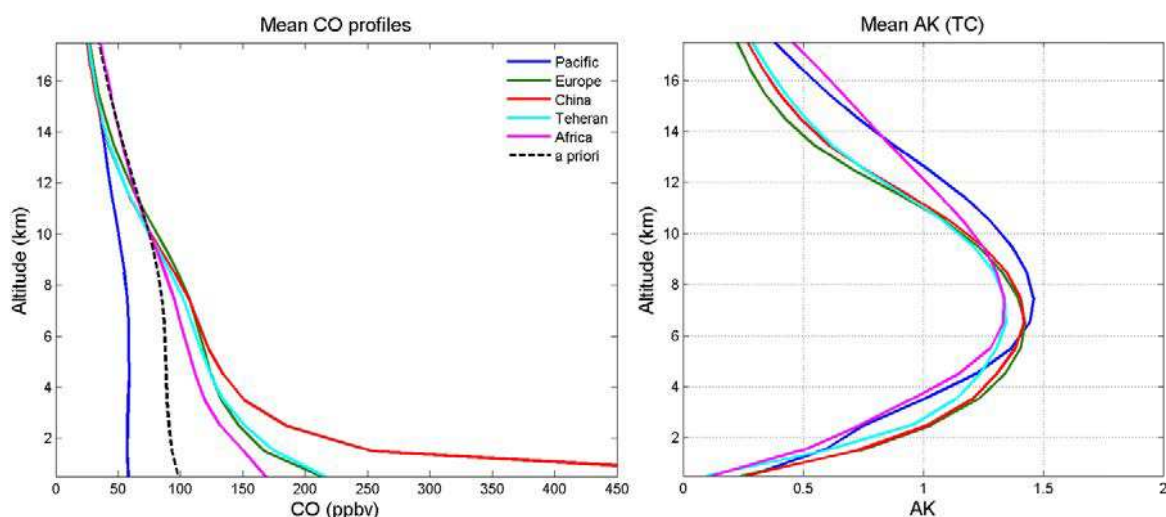 Mean CO profiles
Altitude (km)
16
14
12
10
8
6
4
2
0 50 100 150 200 250 300 350 400 450
CO (ppbv)
Pacific
Europe
China
Teheran
Africa
a priori
Mean AK (TC)
Altitude (km)
16
14
12
10
8
6
4
2
0 0.5 1 1.5 2
AK